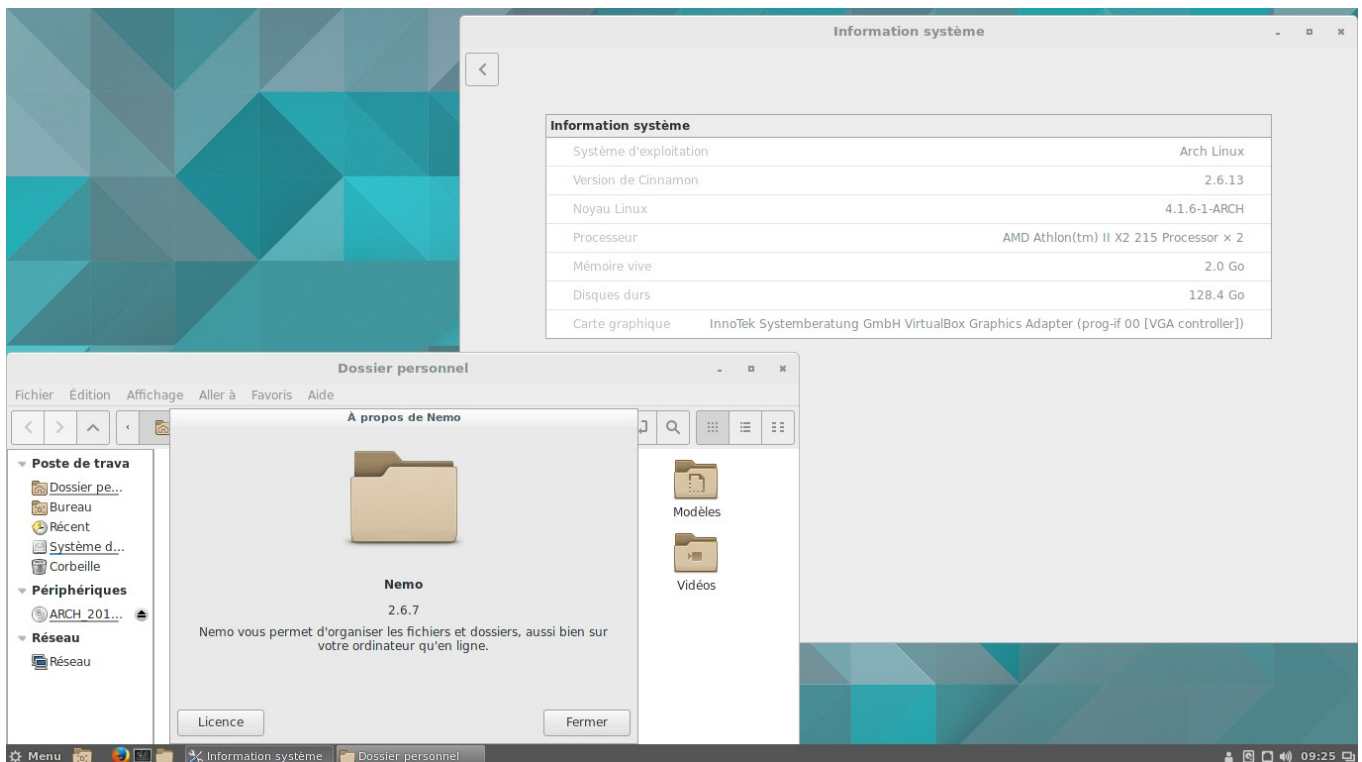 Information système
Information système
Système d'exploitation Arch Linux
Version de Cinnamon 2.6.13
Noyau Linux 4.1.6-1-ARCH
Processeur AMD Athlon(tm) II X2 215 Processor × 2
Mémoire vive 2.0 Go
Disques durs 128.4 Go
Carte graphique InnoTek Systemberatung GmbH VirtualBox Graphics Adapter (prog-if 00 [VGA controller])
Dossier personnel
Fichier Édition Affichage Aller à Favoris Aide
À propos de Nemo
Poste de trava
Dossier pe...
Bureau
Récent
Système d...
Corbeille
Périphériques
ARCH_201...
Réseau
Réseau
Nemo
2.6.7
Nemo vous permet d'organiser les fichiers et dossiers, aussi bien sur
votre ordinateur qu'en ligne.
Licence Fermer
Modèles
Vidéos
Menu Information système Dossier personnel 09:25